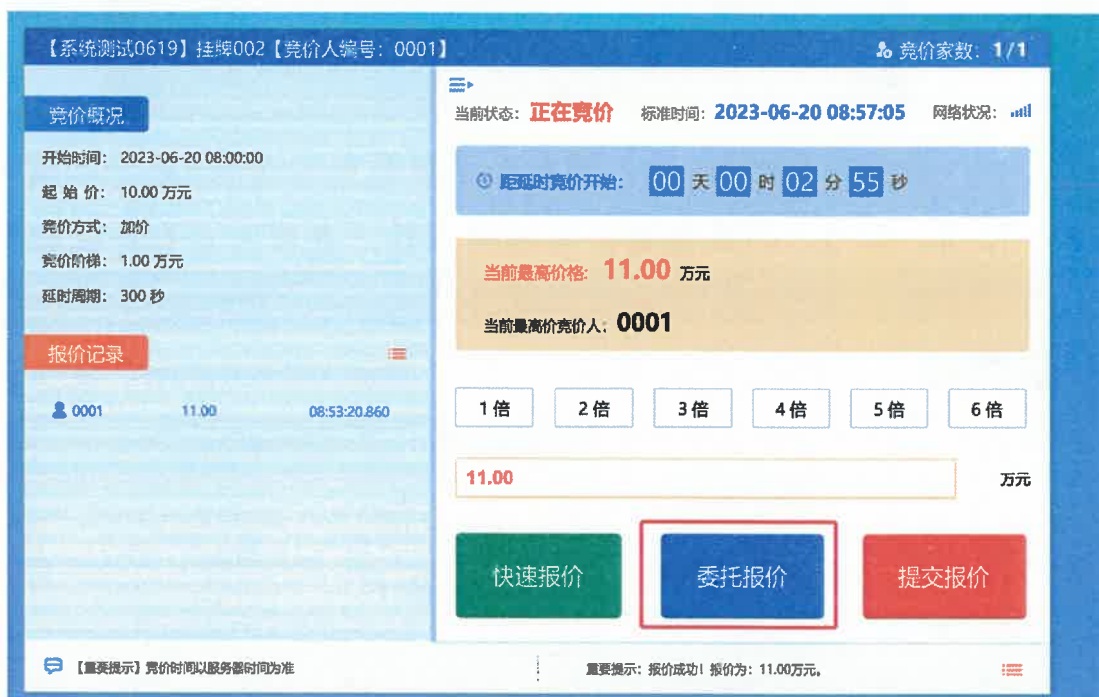 【系统测试0619】挂牌002【竞价人编号：0001】
竞价家数：1/1
竞价概况
开始时间：2023-06-20 08:00:00
起 始 价：10.00 万元
竞价方式：加价
竞价阶梯：1.00 万元
延时周期：300 秒
报价记录
0001 11.00 08:53:20.860
当前状态：正在竞价 标准时间：2023-06-20 08:57:05 网络状况：
距延时竞价开始：00 天 00 时 02 分 55 秒
当前最高价格：11.00 万元
当前最高价竞价人：0001
1 倍 2 倍 3 倍 4 倍 5 倍 6 倍
11.00 万元
快速报价 委托报价 提交报价
【重要提示】竞价时间以服务器时间为准
重要提示：报价成功！报价为：11.00万元。